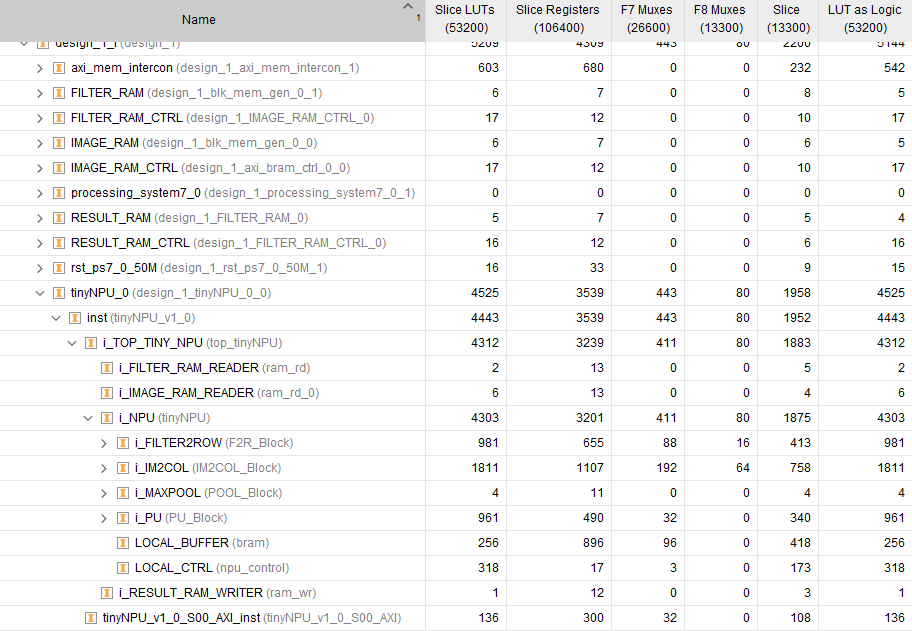 Name 1 Slice LUTs (53200) Slice Registers (106400) F7 Muxes (26600) F8 Muxes (13300) Slice (13300) LUT as Logic (53200)
design_1_i (design_1) 5209 4309 443 80 2200 5144
axi_mem_intercon (design_1_axi_mem_intercon_1) 603 680 0 0 232 542
FILTER_RAM (design_1_blk_mem_gen_0_1) 6 7 0 0 8 5
FILTER_RAM_CTRL (design_1_IMAGE_RAM_CTRL_0) 17 12 0 0 10 17
IMAGE_RAM (design_1_blk_mem_gen_0_0) 6 7 0 0 6 5
IMAGE_RAM_CTRL (design_1_axi_bram_ctrl_0_0) 17 12 0 0 10 17
processing_system7_0 (design_1_processing_system7_0_1) 0 0 0 0 0 0
RESULT_RAM (design_1_FILTER_RAM_0) 5 7 0 0 5 4
RESULT_RAM_CTRL (design_1_FILTER_RAM_CTRL_0) 16 12 0 0 6 16
rst_ps7_0_50M (design_1_rst_ps7_0_50M_1) 16 33 0 0 9 15
tinyNPU_0 (design_1_tinyNPU_0_0) 4525 3539 443 80 1958 4525
inst (tinyNPU_v1_0) 4443 3539 443 80 1952 4443
i_TOP_TINY_NPU (top_tinyNPU) 4312 3239 411 80 1883 4312
i_FILTER_RAM_READER (ram_rd) 2 13 0 0 5 2
i_IMAGE_RAM_READER (ram_rd_0) 6 13 0 0 4 6
i_NPU (tinyNPU) 4303 3201 411 80 1875 4303
i_FILTER2ROW (F2R_Block) 981 655 88 16 413 981
i_IM2COL (IM2COL_Block) 1811 1107 192 64 758 1811
i_MAXPOOL (POOL_Block) 4 11 0 0 4 4
i_PU (PU_Block) 961 490 32 0 340 961
LOCAL_BUFFER (bram) 256 896 96 0 418 256
LOCAL_CTRL (npu_control) 318 17 3 0 173 318
i_RESULT_RAM_WRITER (ram_wr) 1 12 0 0 3 1
tinyNPU_v1_0_S00_AXI_inst (tinyNPU_v1_0_S00_AXI) 136 300 32 0 108 136